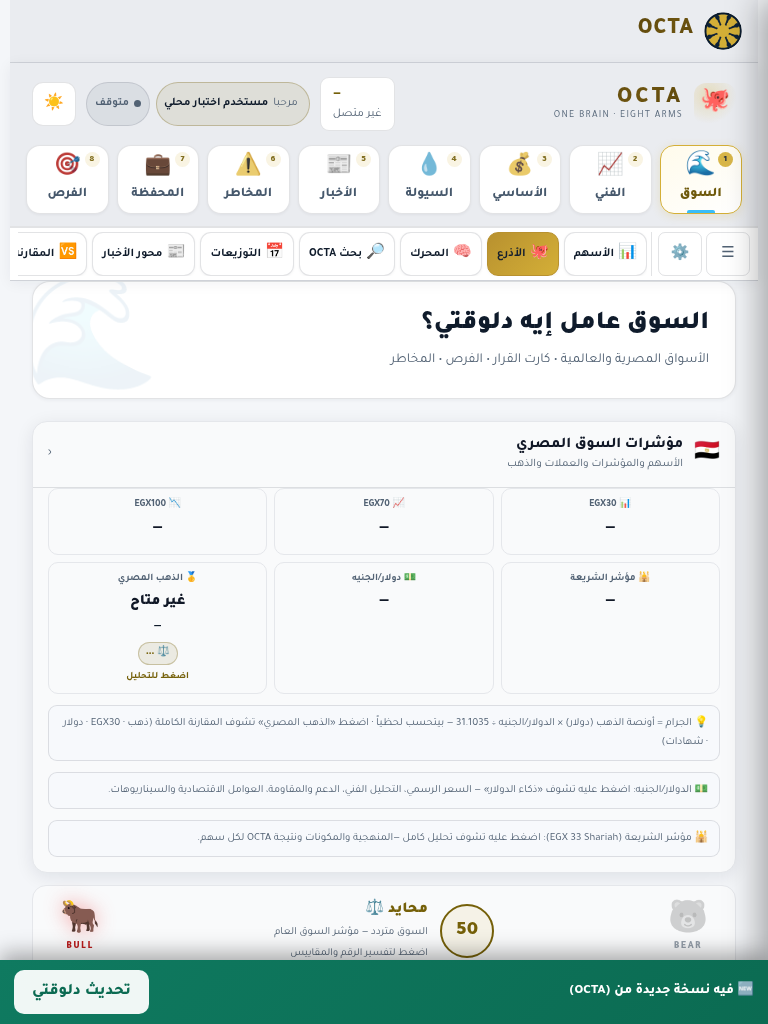 OCTA
OCTA
ONE BRAIN · EIGHT ARMS
–
غير متصل
مرحبا مستخدم اختبار محلي
متوقف
1 السوق
2 الفني
3 الأساسي
4 السيولة
5 الأخبار
6 المخاطر
7 المحفظة
8 الفرص
الأسهم
الأذرع
المحرك
بحث OCTA
التوزيعات
محور الأخبار
VS
السوق عامل إيه دلوقتي؟
الأسواق المصرية والعالمية • كارت القرار • الفرص • المخاطر
مؤشرات السوق المصري
الأسهم والمؤشرات والعملات والذهب
EGX30
–
EGX70
–
EGX100
–
مؤشر الشريعة
–
دولار/الجنيه
–
الذهب المصري
غير متاح
–
...
اضغط للتحليل
الجرام = أونصة الذهب (دولار) × الدولار/الجنيه ÷ 31.1035 — بيتحسب لحظياً · اضغط «الذهب المصري» تشوف المقارنة الكاملة (ذهب · EGX30 · دولار
· شهادات)
الدولار/الجنيه: اضغط عليه تشوف «ذكاء الدولار» — السعر الرسمي، التحليل الفني، الدعم والمقاومة، العوامل الاقتصادية والسيناريوهات.
مؤشر الشريعة (EGX 33 Shariah): اضغط عليه تشوف تحليل كامل —المنهجية والمكونات ونتيجة OCTA لكل سهم.
BEAR
50
محايد
السوق متردد — مؤشر السوق العام
اضغط لتفسير الرقم والمقاييس
BULL
فيه نسخة جديدة من (OCTA)
تحديث دلوقتي